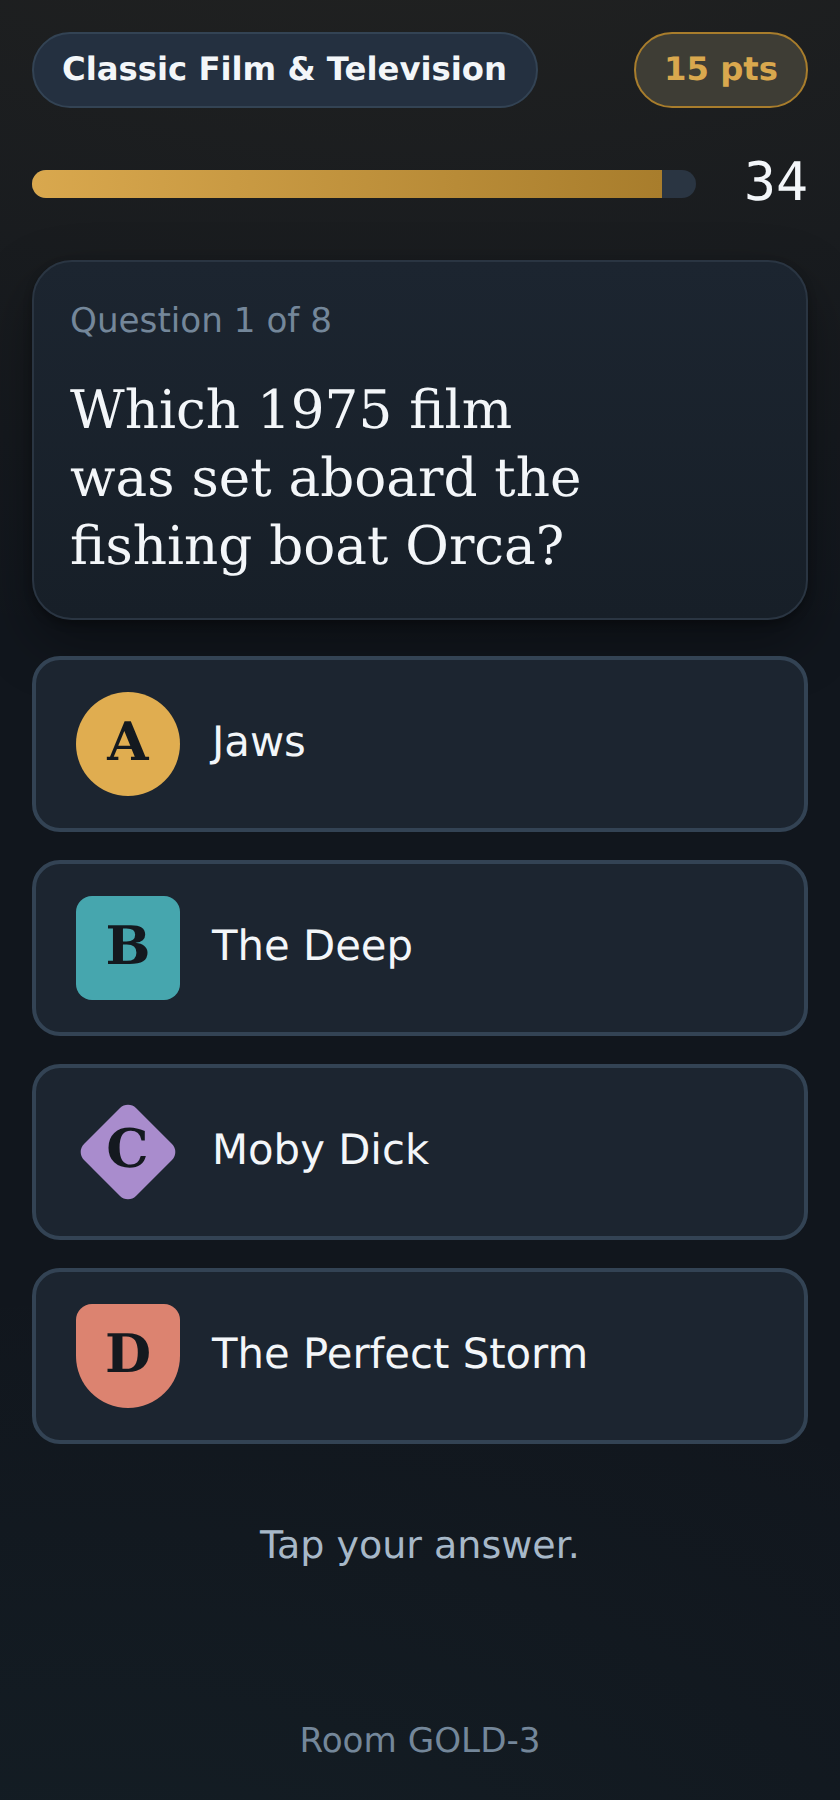 Classic Film & Television
15 pts
34
Question 1 of 8
Which 1975 film
was set aboard the
fishing boat Orca?
A Jaws
B The Deep
C Moby Dick
D The Perfect Storm
Tap your answer.
Room GOLD-3